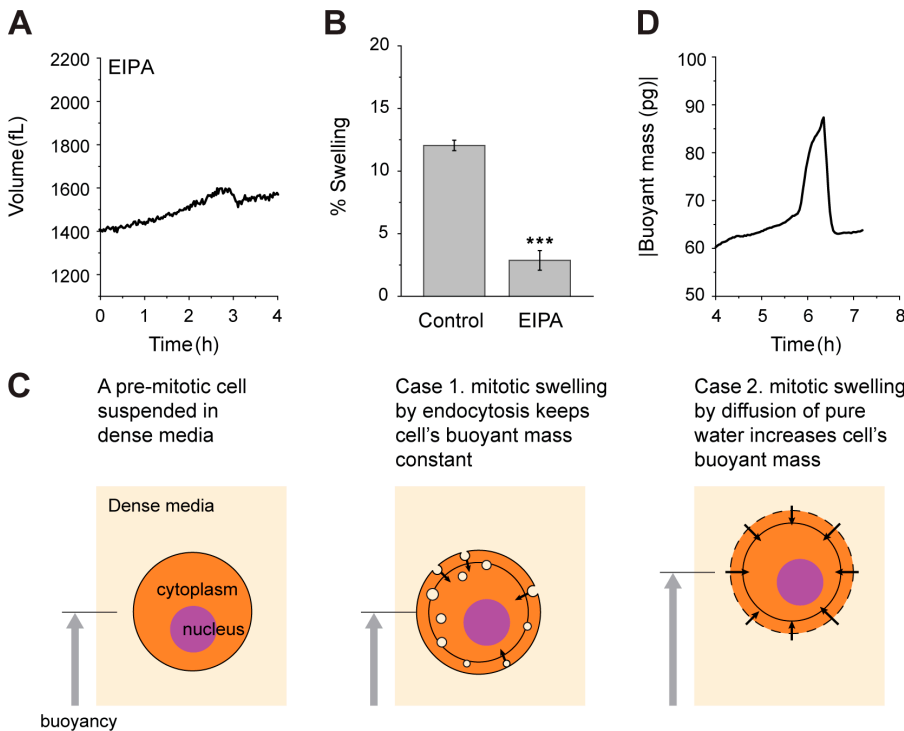 A
EIPA
Volume (fL)
2200
2000
1800
1600
1400
1200
1100
0 1 2 3 4
Time (h)
B
% Swelling
20
15
10
5
0
***
Control EIPA
D
|Buoyant mass (pg)|
100
90
80
70
60
50
4 5 6 7 8
Time (h)
C
A pre-mitotic cell
suspended in
dense media
Dense media
cytoplasm
nucleus
buoyancy
Case 1. mitotic swelling
by endocytosis keeps
cell's buoyant mass
constant
Case 2. mitotic swelling
by diffusion of pure
water increases cell's
buoyant mass